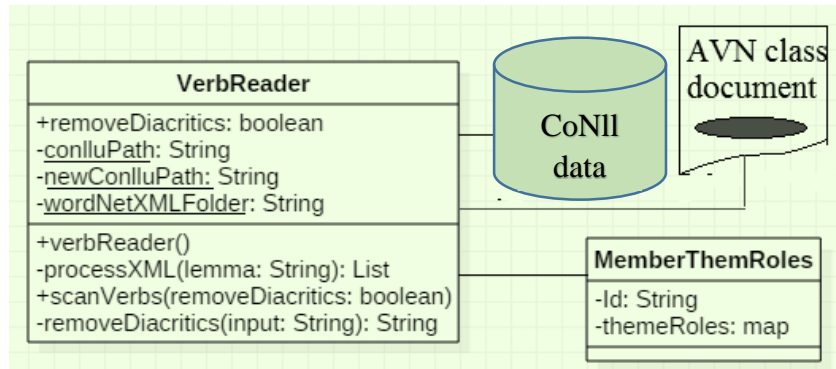 VerbReader
+removeDiacritics: boolean
-conlluPath: String
-newConlluPath: String
-wordNetXMLFolder: String
+verbReader()
-processXML(lemma: String): List
+scanVerbs(removeDiacritics: boolean)
-removeDiacritics(input: String): String
CoNll
data
AVN class
document
MemberThemRoles
-Id: String
-themeRoles: map